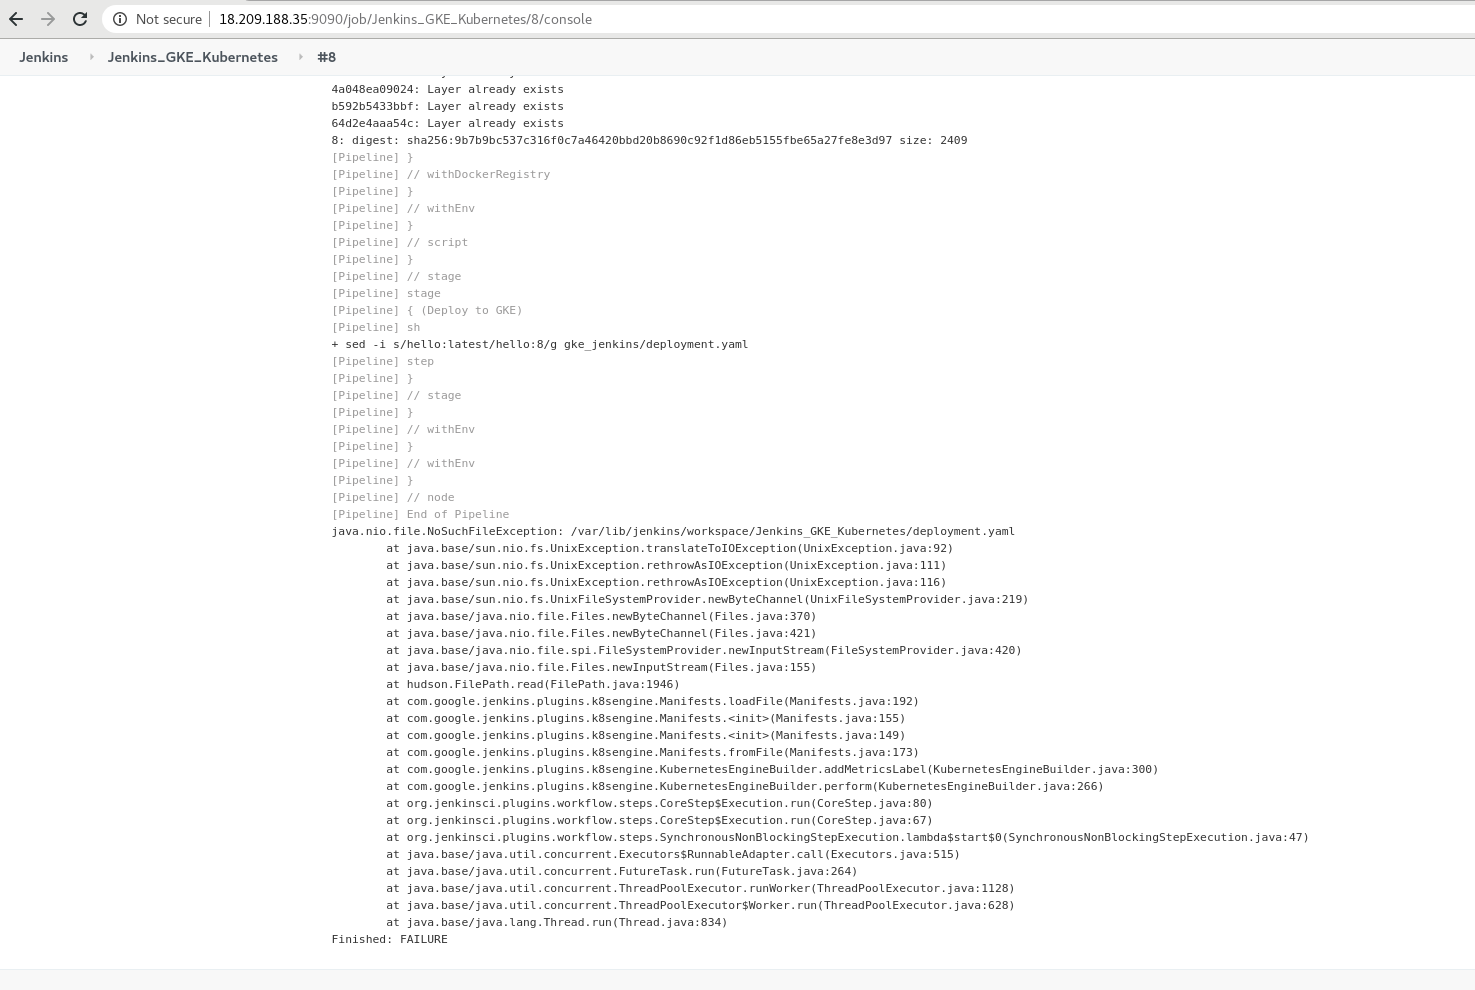 Not secure | 18.209.188.35:9090/job/Jenkins_GKE_Kubernetes/8/console
Jenkins Jenkins_GKE_Kubernetes #8
4a048ea09024: Layer already exists
b592b5433bbf: Layer already exists
64d2e4aaa54c: Layer already exists
8: digest: sha256:9b7b9bc537c316f0c7a46420bbd20b8690c92f1d86eb5155fbe65a27fe8e3d97 size: 2409
[Pipeline] }
[Pipeline] // withDockerRegistry
[Pipeline] }
[Pipeline] // withEnv
[Pipeline] }
[Pipeline] // script
[Pipeline] }
[Pipeline] // stage
[Pipeline] stage
[Pipeline] { (Deploy to GKE)
[Pipeline] sh
+ sed -i s/hello:latest/hello:8/g gke_jenkins/deployment.yaml
[Pipeline] step
[Pipeline] }
[Pipeline] // stage
[Pipeline] }
[Pipeline] // withEnv
[Pipeline] }
[Pipeline] // withEnv
[Pipeline] }
[Pipeline] // node
[Pipeline] End of Pipeline
java.nio.file.NoSuchFileException: /var/lib/jenkins/workspace/Jenkins_GKE_Kubernetes/deployment.yaml
at java.base/sun.nio.fs.UnixException.translateToIOException(UnixException.java:92)
at java.base/sun.nio.fs.UnixException.rethrowAsIOException(UnixException.java:111)
at java.base/sun.nio.fs.UnixException.rethrowAsIOException(UnixException.java:116)
at java.base/sun.nio.fs.UnixFileSystemProvider.newByteChannel(UnixFileSystemProvider.java:219)
at java.base/java.nio.file.Files.newByteChannel(Files.java:370)
at java.base/java.nio.file.Files.newByteChannel(Files.java:421)
at java.base/java.nio.file.spi.FileSystemProvider.newInputStream(FileSystemProvider.java:420)
at java.base/java.nio.file.Files.newInputStream(Files.java:155)
at hudson.FilePath.read(FilePath.java:1946)
at com.google.jenkins.plugins.k8sengine.Manifests.loadFile(Manifests.java:192)
at com.google.jenkins.plugins.k8sengine.Manifests.<init>(Manifests.java:155)
at com.google.jenkins.plugins.k8sengine.Manifests.<init>(Manifests.java:149)
at com.google.jenkins.plugins.k8sengine.Manifests.fromFile(Manifests.java:173)
at com.google.jenkins.plugins.k8sengine.KubernetesEngineBuilder.addMetricsLabel(KubernetesEngineBuilder.java:300)
at com.google.jenkins.plugins.k8sengine.KubernetesEngineBuilder.perform(KubernetesEngineBuilder.java:266)
at org.jenkinsci.plugins.workflow.steps.CoreStep$Execution.run(CoreStep.java:80)
at org.jenkinsci.plugins.workflow.steps.CoreStep$Execution.run(CoreStep.java:67)
at org.jenkinsci.plugins.workflow.steps.SynchronousNonBlockingStepExecution.lambda$start$0(SynchronousNonBlockingStepExecution.java:47)
at java.base/java.util.concurrent.Executors$RunnableAdapter.call(Executors.java:515)
at java.base/java.util.concurrent.FutureTask.run(FutureTask.java:264)
at java.base/java.util.concurrent.ThreadPoolExecutor.runWorker(ThreadPoolExecutor.java:1128)
at java.base/java.util.concurrent.ThreadPoolExecutor$Worker.run(ThreadPoolExecutor.java:628)
at java.base/java.lang.Thread.run(Thread.java:834)
Finished: FAILURE